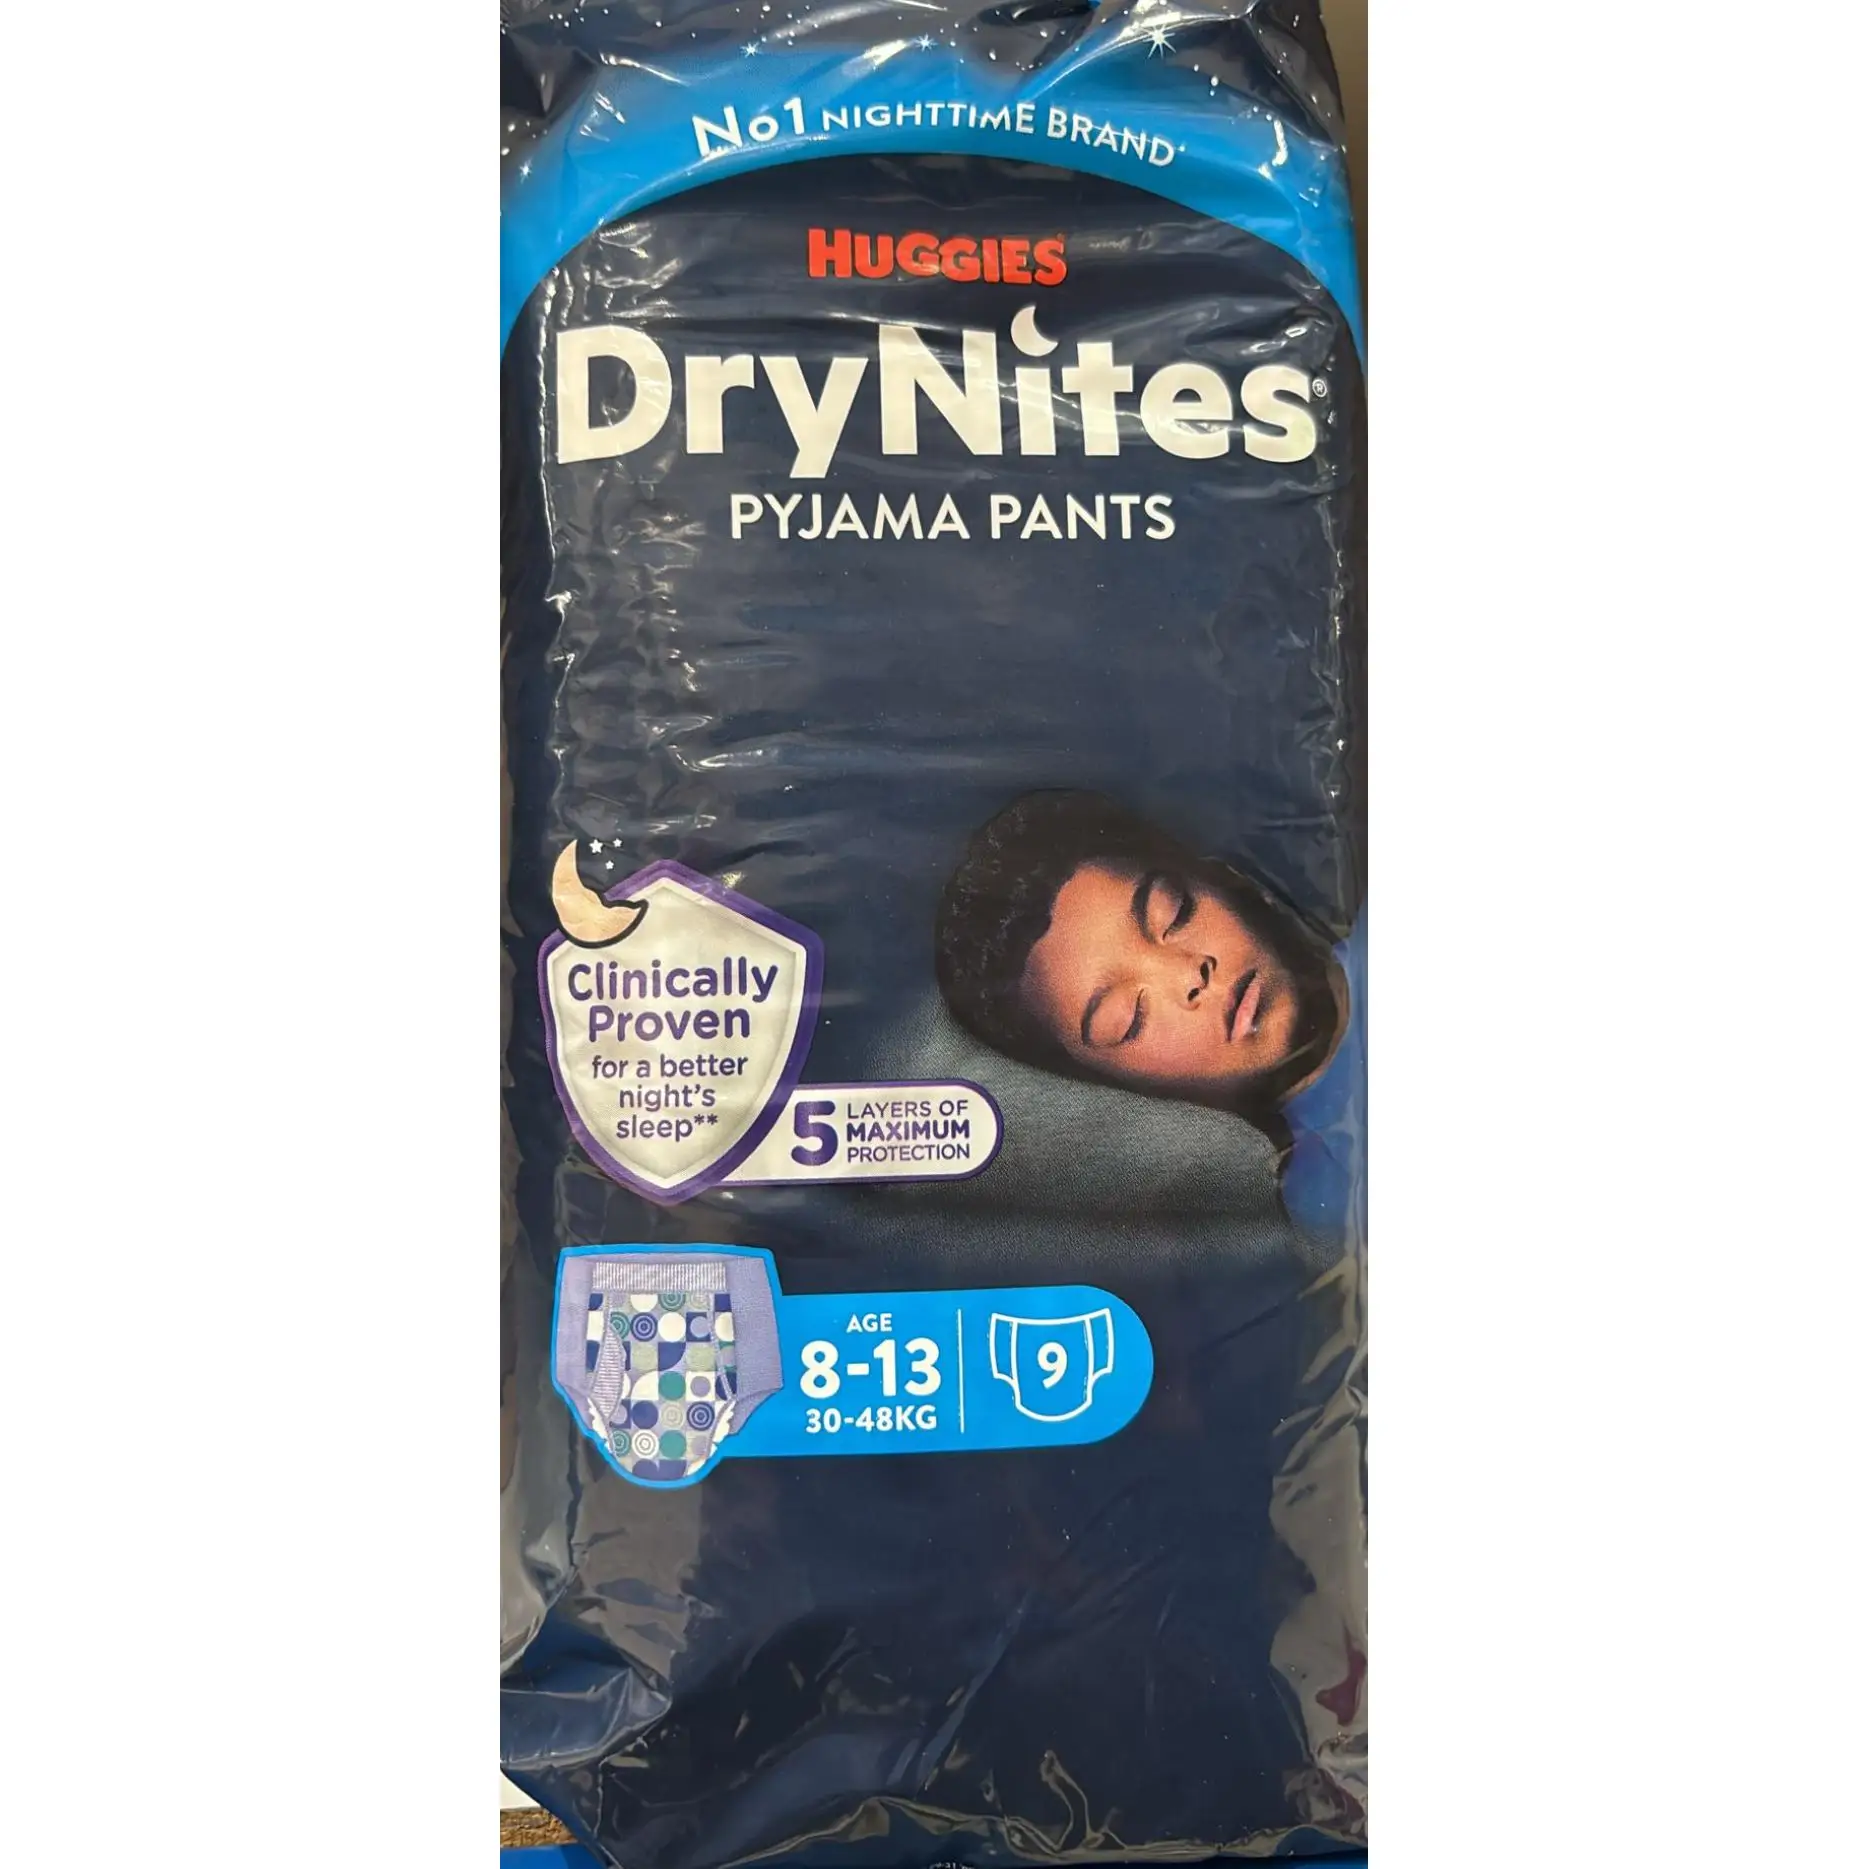 No1 NIGHTTIME BRAND*
HUGGIES
DryNites®
PYJAMA PANTS
Clinically
Proven
for a better
night's
sleep**
5 LAYERS OF
MAXIMUM
PROTECTION
AGE
8-13
30-48KG
9